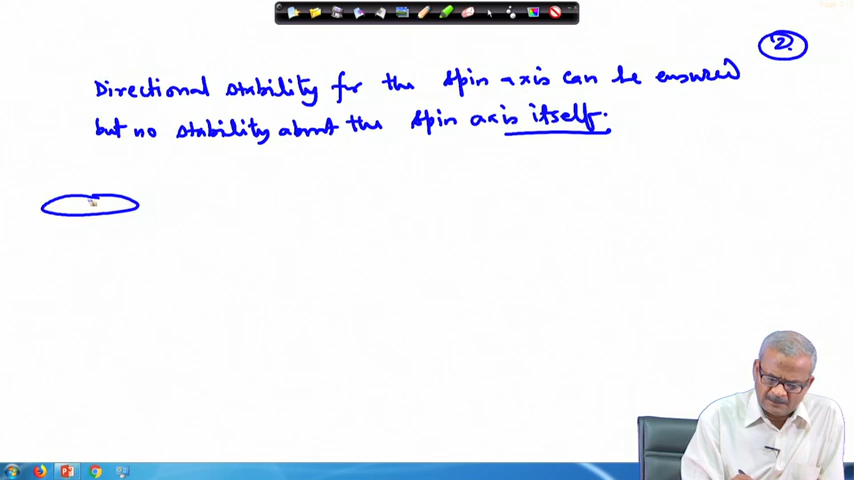 2.
Directional stability for the spin axis can be ensured
but no stability about the spin axis itself.